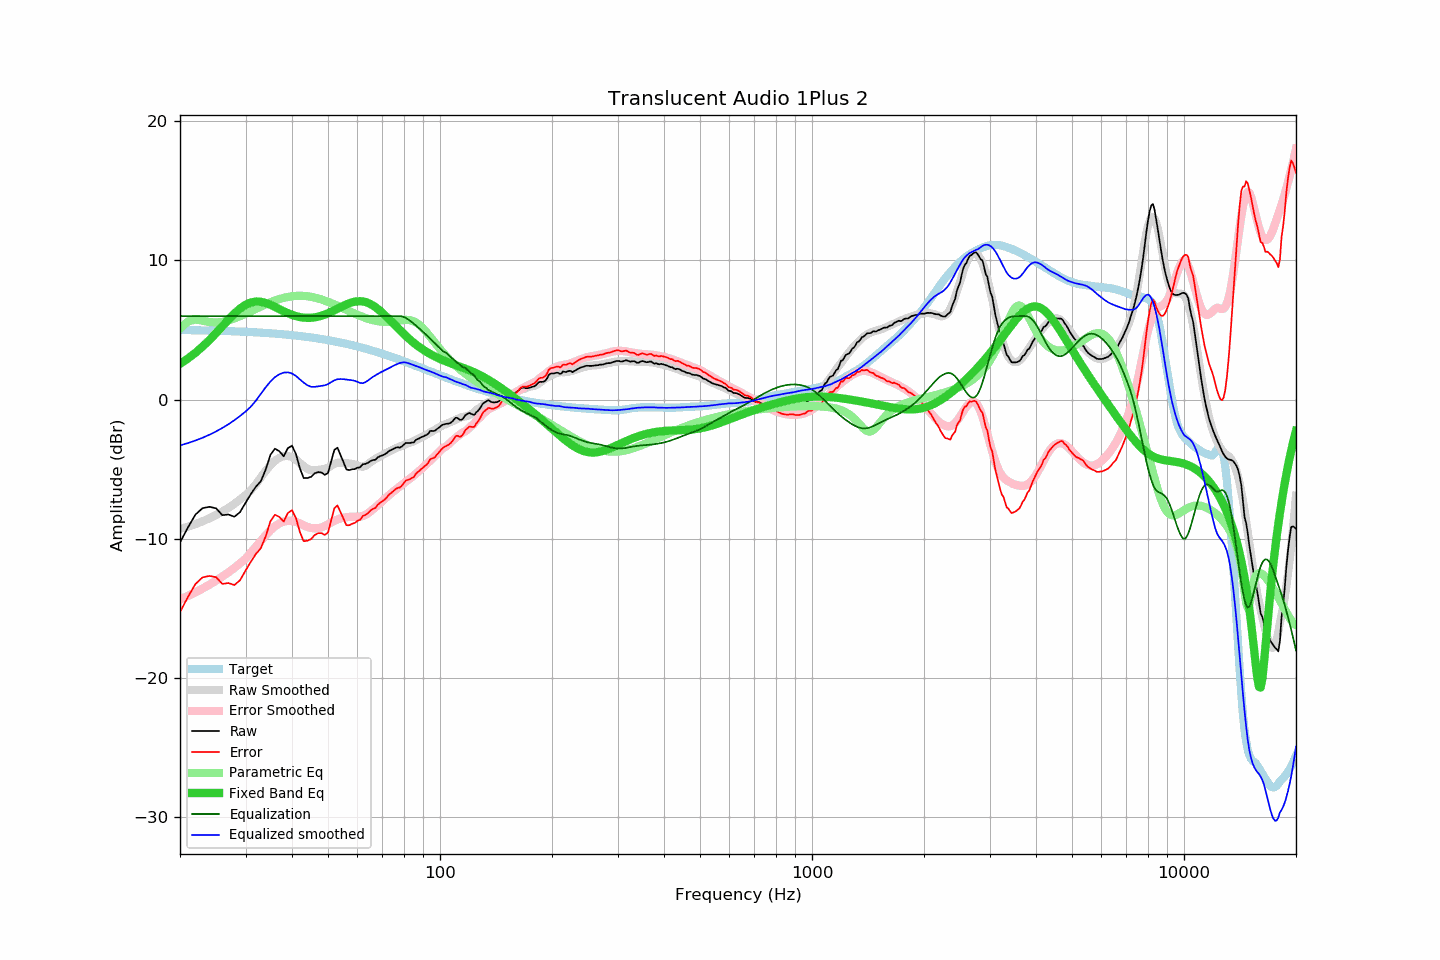 Translucent Audio 1Plus 2
20
10
0
−10
−20
−30
Amplitude (dBr)
Target
Raw Smoothed
Error Smoothed
Raw
Error
Parametric Eq
Fixed Band Eq
Equalization
Equalized smoothed
100
1000
10000
Frequency (Hz)